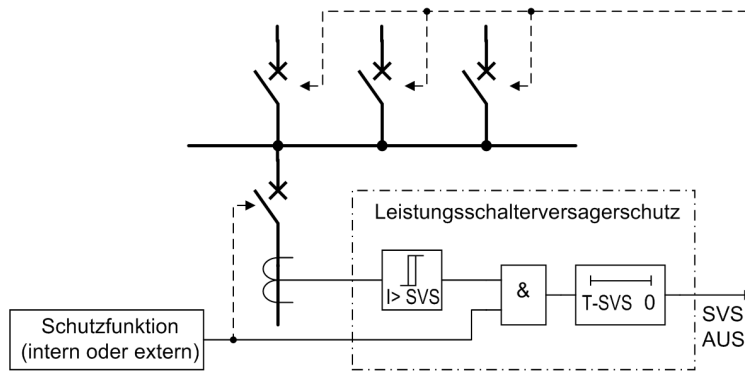 Leistungsschalterversagerschutz
I> SVS
&
T-SVS 0
SVS
AUS
Schutzfunktion
(intern oder extern)